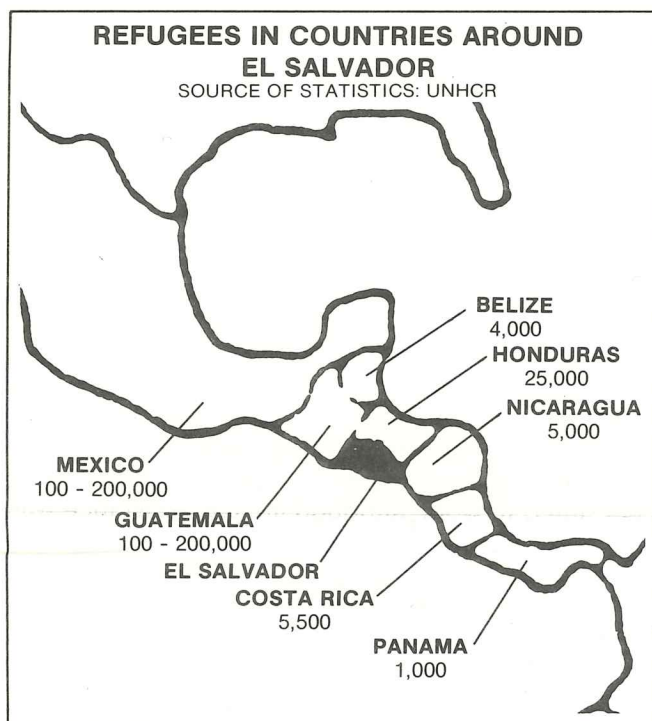 REFUGEES IN COUNTRIES AROUND
EL SALVADOR
SOURCE OF STATISTICS: UNHCR
BELIZE
4,000
HONDURAS
25,000
NICARAGUA
5,000
MEXICO
100 - 200,000
GUATEMALA
100 - 200,000
EL SALVADOR
COSTA RICA
5,500
PANAMA
1,000